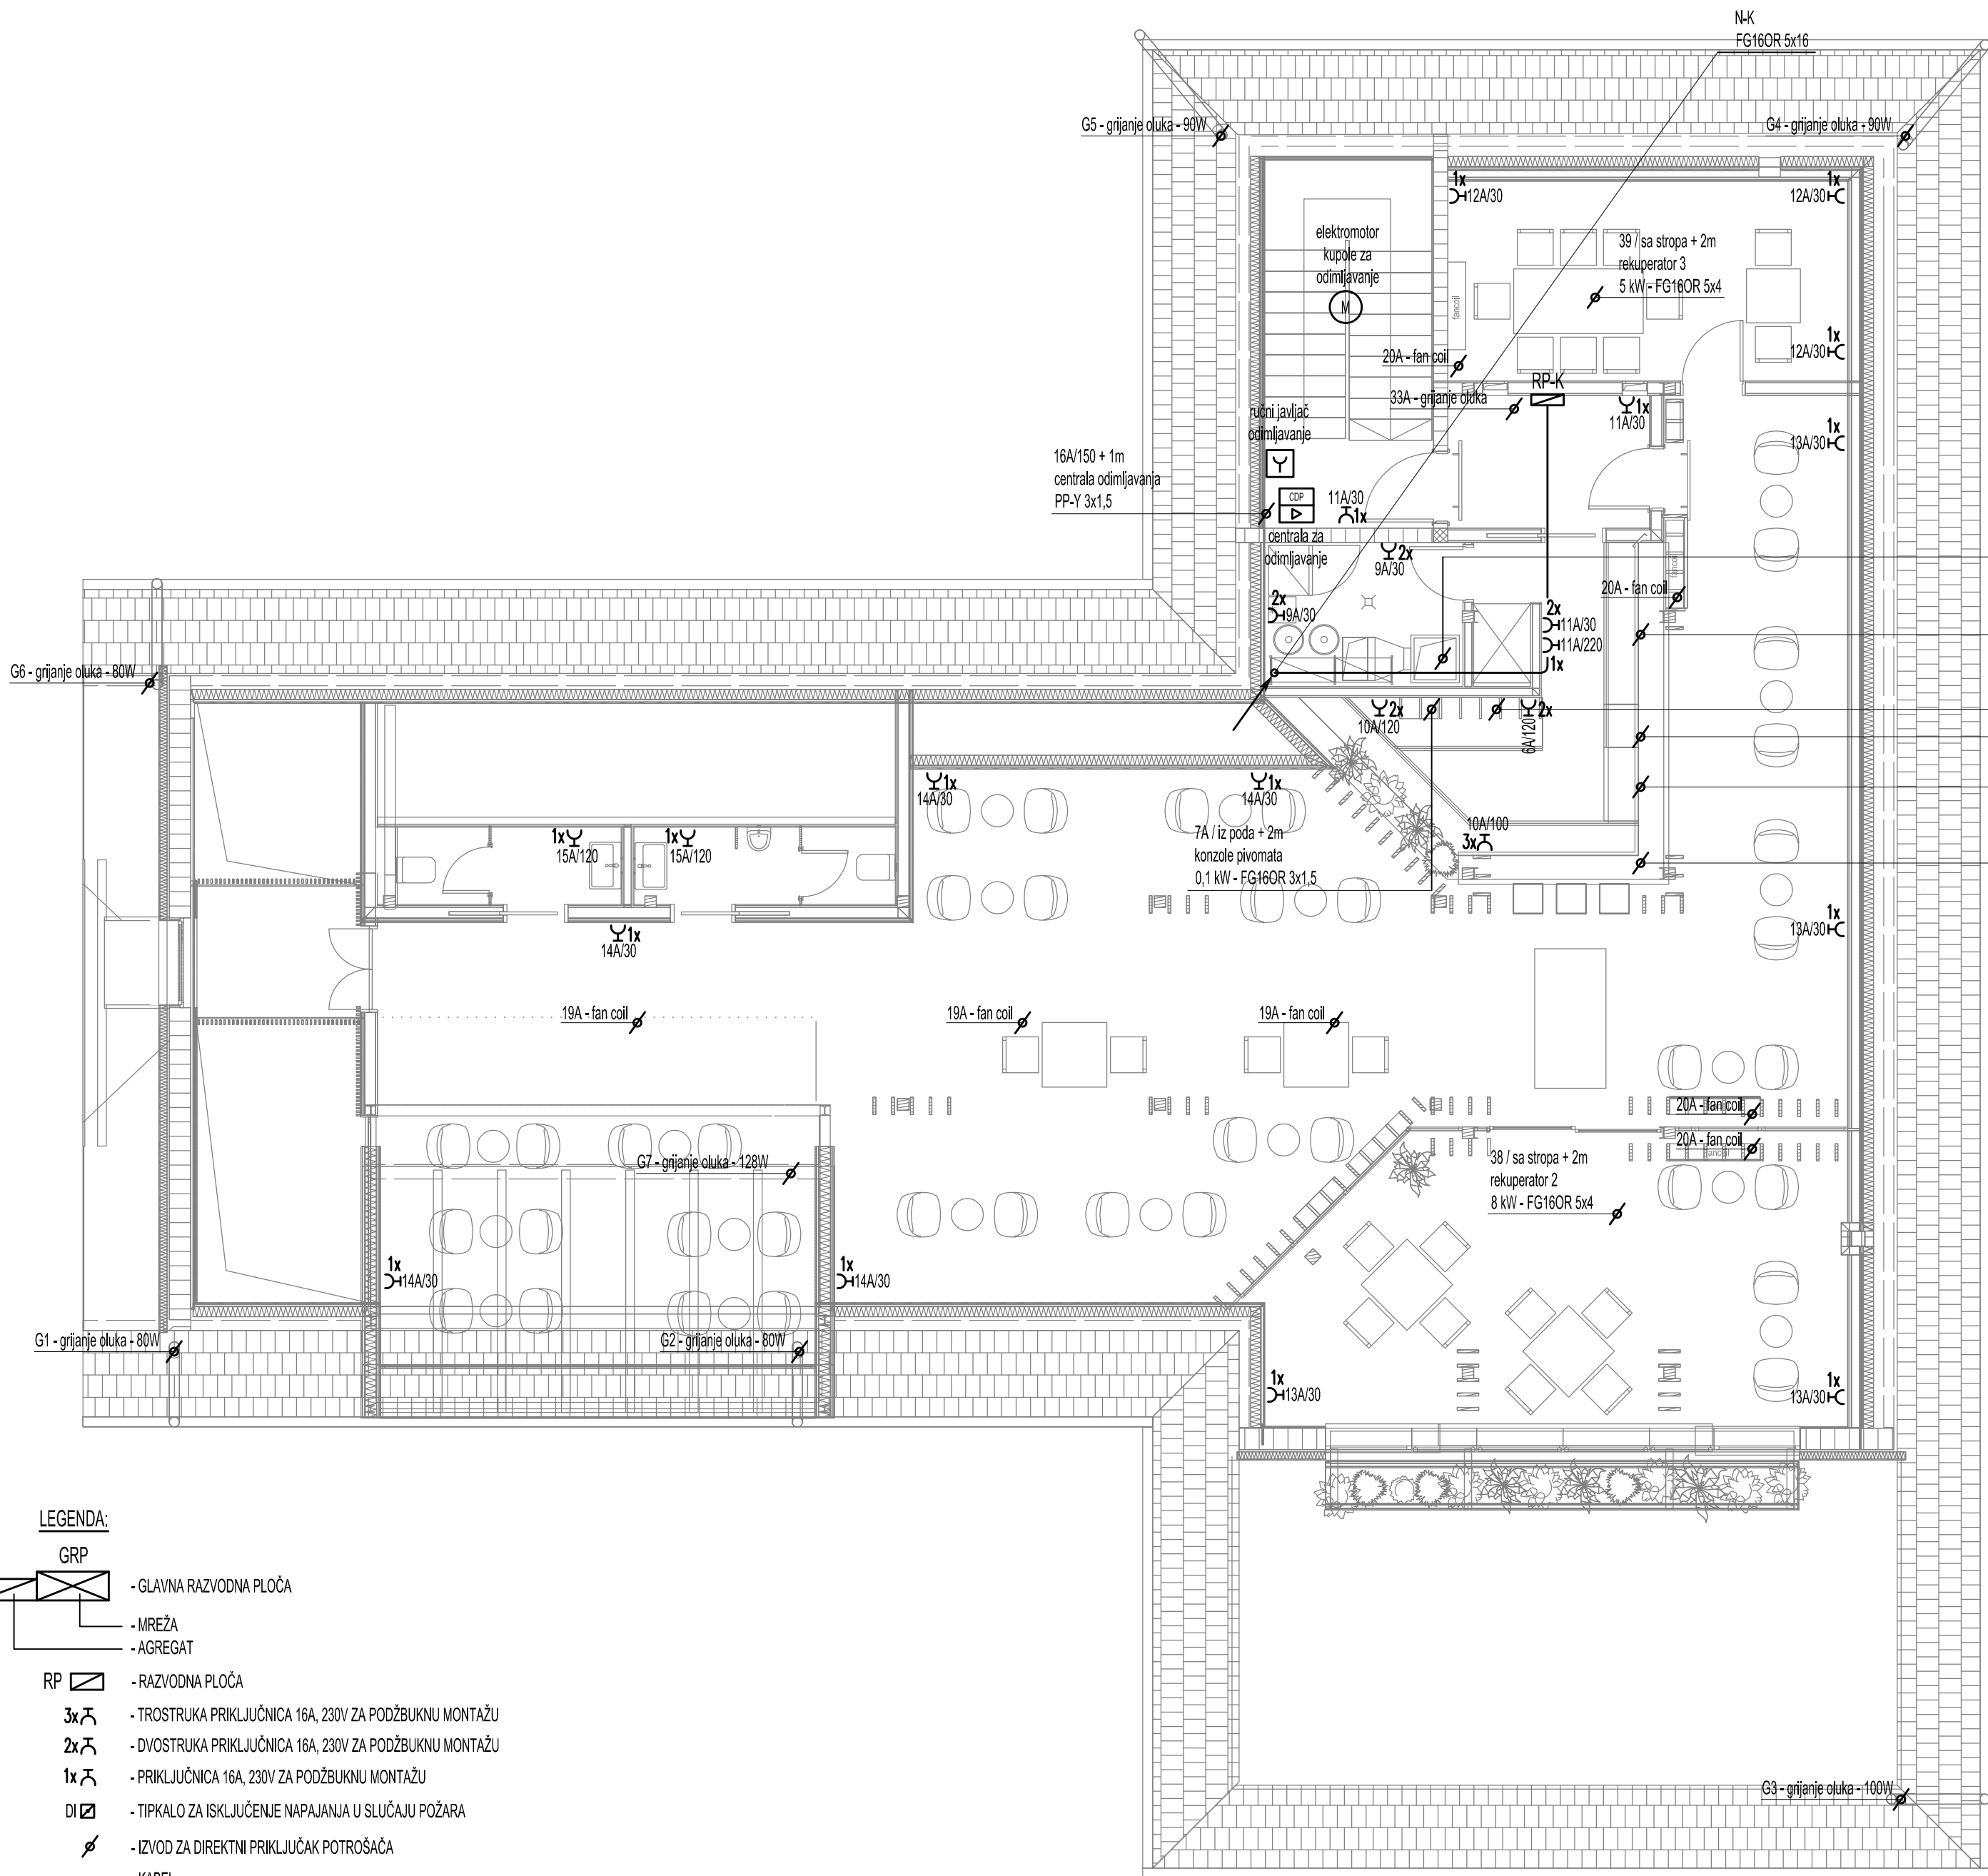 N-K
FG16OR 5x16
G5 - grijanje oluka - 90W
G4 - grijanje oluka - 90W
1x
12A/30
1x
12A/30
elektromotor
kupole za
odimljavanje
M
39 / sa stropa + 2m
rekuperator 3
5 kW - FG16OR 5x4
fancoil
1x
12A/30
20A - fan coil
RP-K
33A - grijanje oluka
1x
11A/30
ručni javljač
odimljavanje
1x
13A/30
16A/150 + 1m
centrala odimljavanja
PP-Y 3x1,5
CDP
11A/30
1x
centrala za
odimljavanje
2x
9A/30
fancoil
20A - fan coil
2x
9A/30
2x
11A/30
11A/220
1x
G6 - grijanje oluka - 80W
2x
10A/120
2x
6A/120
1x
14A/30
1x
14A/30
1x
15A/120
1x
15A/120
7A / iz poda + 2m
konzole pivomata
0,1 kW - FG16OR 3x1,5
10A/100
3x
1x
14A/30
1x
13A/30
19A - fan coil
19A - fan coil
19A - fan coil
20A - fan coil
20A - fan coil
fancoil
G7 - grijanje oluka - 128W
38 / sa stropa + 2m
rekuperator 2
8 kW - FG16OR 5x4
1x
14A/30
1x
14A/30
G1 - grijanje oluka - 80W
G2 - grijanje oluka - 80W
1x
13A/30
1x
13A/30
LEGENDA:
GRP
- GLAVNA RAZVODNA PLOČA
- MREŽA
- AGREGAT
RP - RAZVODNA PLOČA
3x - TROSTRUKA PRIKLJUČNICA 16A, 230V ZA PODŽBUKNU MONTAŽU
2x - DVOSTRUKA PRIKLJUČNICA 16A, 230V ZA PODŽBUKNU MONTAŽU
1x - PRIKLJUČNICA 16A, 230V ZA PODŽBUKNU MONTAŽU
DI - TIPKALO ZA ISKLJUČENJE NAPAJANJA U SLUČAJU POŽARA
- IZVOD ZA DIREKTNI PRIKLJUČAK POTROŠAČA
G3 - grijanje oluka - 100W